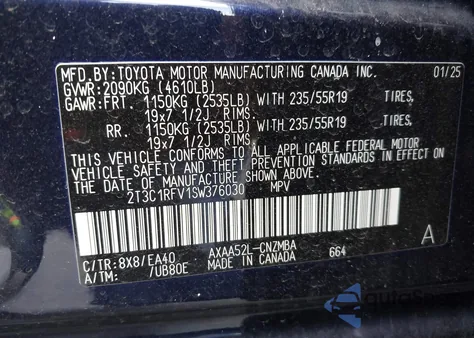 MFD. BY: TOYOTA MOTOR MANUFACTURING CANADA INC. 01/25
GVWR: 2090KG (4610LB)
GAWR: FRT. 1150KG (2535LB) WITH 235/55R19 TIRES,
19x7 1/2J RIMS.
RR. 1150KG (2535LB) WITH 235/55R19 TIRES,
19x7 1/2J RIMS.
THIS VEHICLE CONFORMS TO ALL APPLICABLE FEDERAL MOTOR
VEHICLE SAFETY AND THEFT PREVENTION STANDARDS IN EFFECT
ON THE DATE OF MANUFACTURE SHOWN ABOVE.
2T3C1RFV1SW376030 MPV
C/TR: 8X8/EA40 AXAA52L-CNZMBA 664 A
A/TM: /UB80E MADE IN CANADA